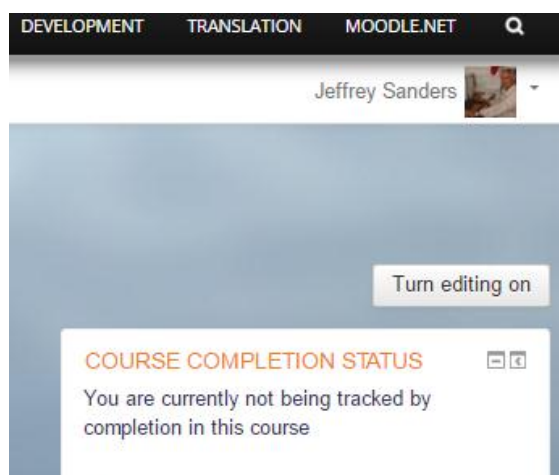 DEVELOPMENT TRANSLATION MOODLE.NET
Jeffrey Sanders
Turn editing on
COURSE COMPLETION STATUS
You are currently not being tracked by
completion in this course